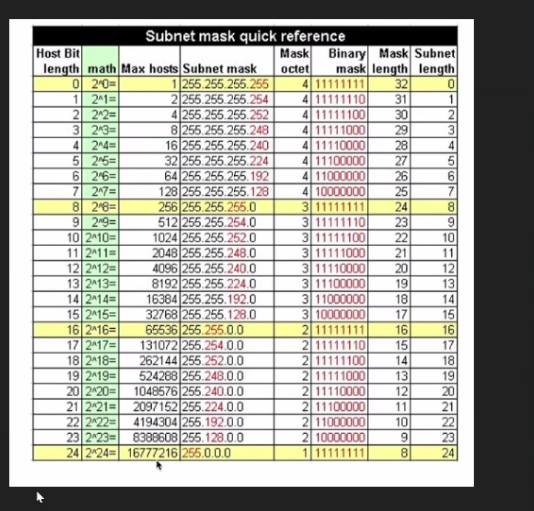 Subnet mask quick reference
Host Bit Mask Binary Mask Subnet
length math Max hosts Subnet mask octet mask length length
0 2^0= 1 255.255.255.255 4 11111111 32 0
1 2^1= 2 255.255.255.254 4 11111110 31 1
2 2^2= 4 255.255.255.252 4 11111100 30 2
3 2^3= 8 255.255.255.248 4 11111000 29 3
4 2^4= 16 255.255.255.240 4 11110000 28 4
5 2^5= 32 255.255.255.224 4 11100000 27 5
6 2^6= 64 255.255.255.192 4 11000000 26 6
7 2^7= 128 255.255.255.128 4 10000000 25 7
8 2^8= 256 255.255.255.0 3 11111111 24 8
9 2^9= 512 255.255.254.0 3 11111110 23 9
10 2^10= 1024 255.255.252.0 3 11111100 22 10
11 2^11= 2048 255.255.248.0 3 11111000 21 11
12 2^12= 4096 255.255.240.0 3 11110000 20 12
13 2^13= 8192 255.255.224.0 3 11100000 19 13
14 2^14= 16384 255.255.192.0 3 11000000 18 14
15 2^15= 32768 255.255.128.0 3 10000000 17 15
16 2^16= 65536 255.255.0.0 2 11111111 16 16
17 2^17= 131072 255.254.0.0 2 11111110 15 17
18 2^18= 262144 255.252.0.0 2 11111100 14 18
19 2^19= 524288 255.248.0.0 2 11111000 13 19
20 2^20= 1048576 255.240.0.0 2 11110000 12 20
21 2^21= 2097152 255.224.0.0 2 11100000 11 21
22 2^22= 4194304 255.192.0.0 2 11000000 10 22
23 2^23= 8388608 255.128.0.0 2 10000000 9 23
24 2^24= 16777216 255.0.0.0 1 11111111 8 24